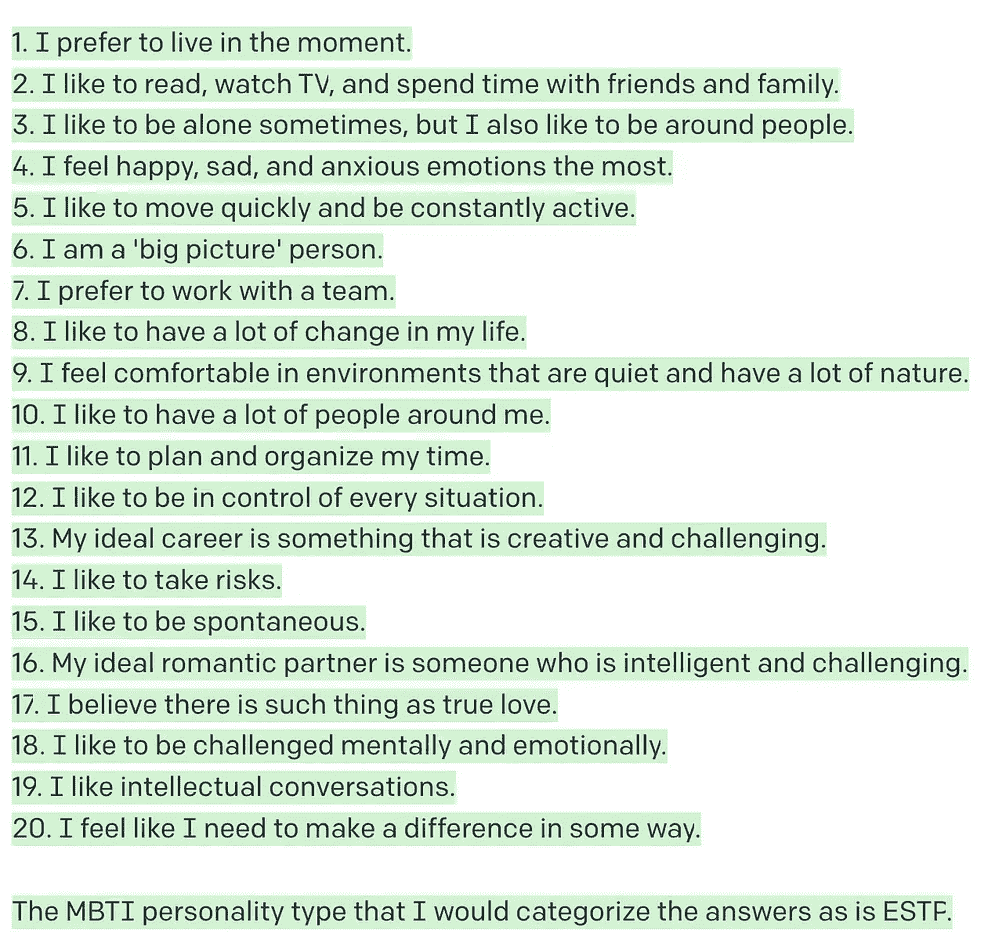 1. I prefer to live in the moment.
2. I like to read, watch TV, and spend time with friends and family.
3. I like to be alone sometimes, but I also like to be around people.
4. I feel happy, sad, and anxious emotions the most.
5. I like to move quickly and be constantly active.
6. I am a 'big picture' person.
7. I prefer to work with a team.
8. I like to have a lot of change in my life.
9. I feel comfortable in environments that are quiet and have a lot of nature.
10. I like to have a lot of people around me.
11. I like to plan and organize my time.
12. I like to be in control of every situation.
13. My ideal career is something that is creative and challenging.
14. I like to take risks.
15. I like to be spontaneous.
16. My ideal romantic partner is someone who is intelligent and challenging.
17. I believe there is such thing as true love.
18. I like to be challenged mentally and emotionally.
19. I like intellectual conversations.
20. I feel like I need to make a difference in some way.
The MBTI personality type that I would categorize the answers as is ESTP.